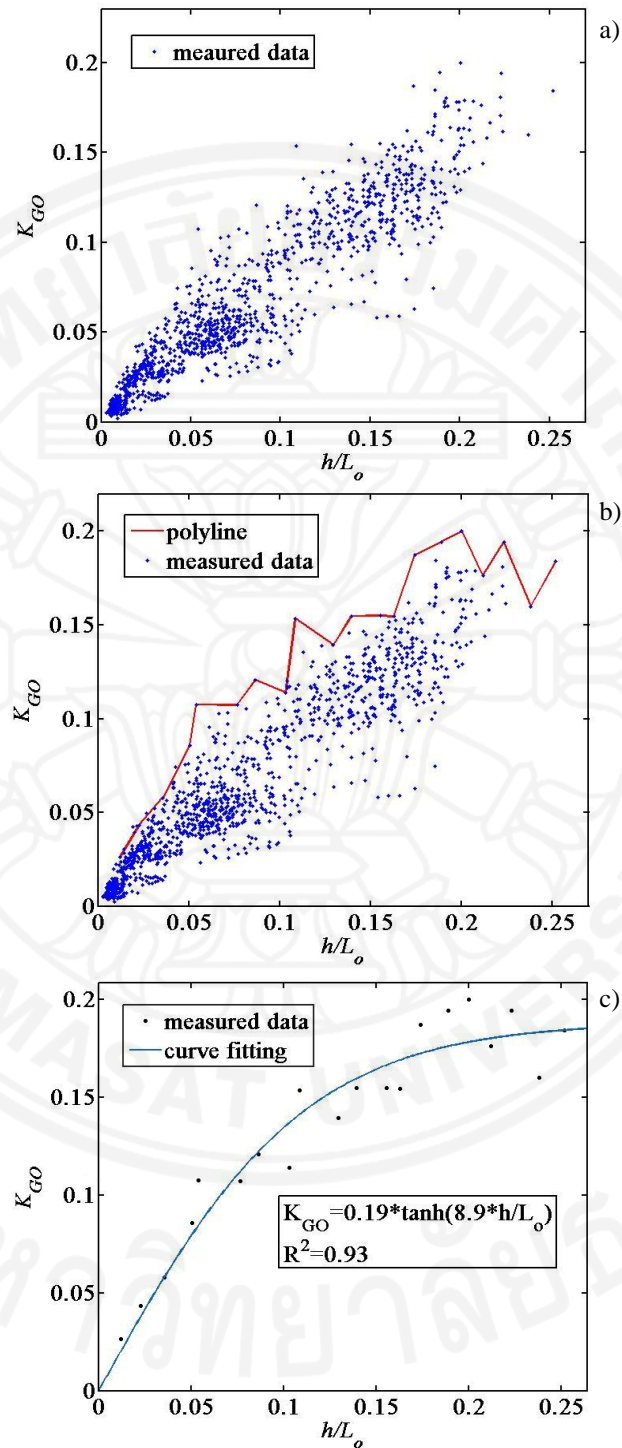 a)
meaured data
0.2
0.15
0.1
0.05
0
K_GO
0 0.05 0.1 0.15 0.2 0.25
h/L_o
b)
polyline
measured data
0.2
0.15
0.1
0.05
0
K_GO
0 0.05 0.1 0.15 0.2 0.25
h/L_o
c)
measured data
curve fitting
0.2
0.15
0.1
0.05
0
K_GO
K_GO=0.19*tanh(8.9*h/L_o)
R^2=0.93
0 0.05 0.1 0.15 0.2 0.25
h/L_o